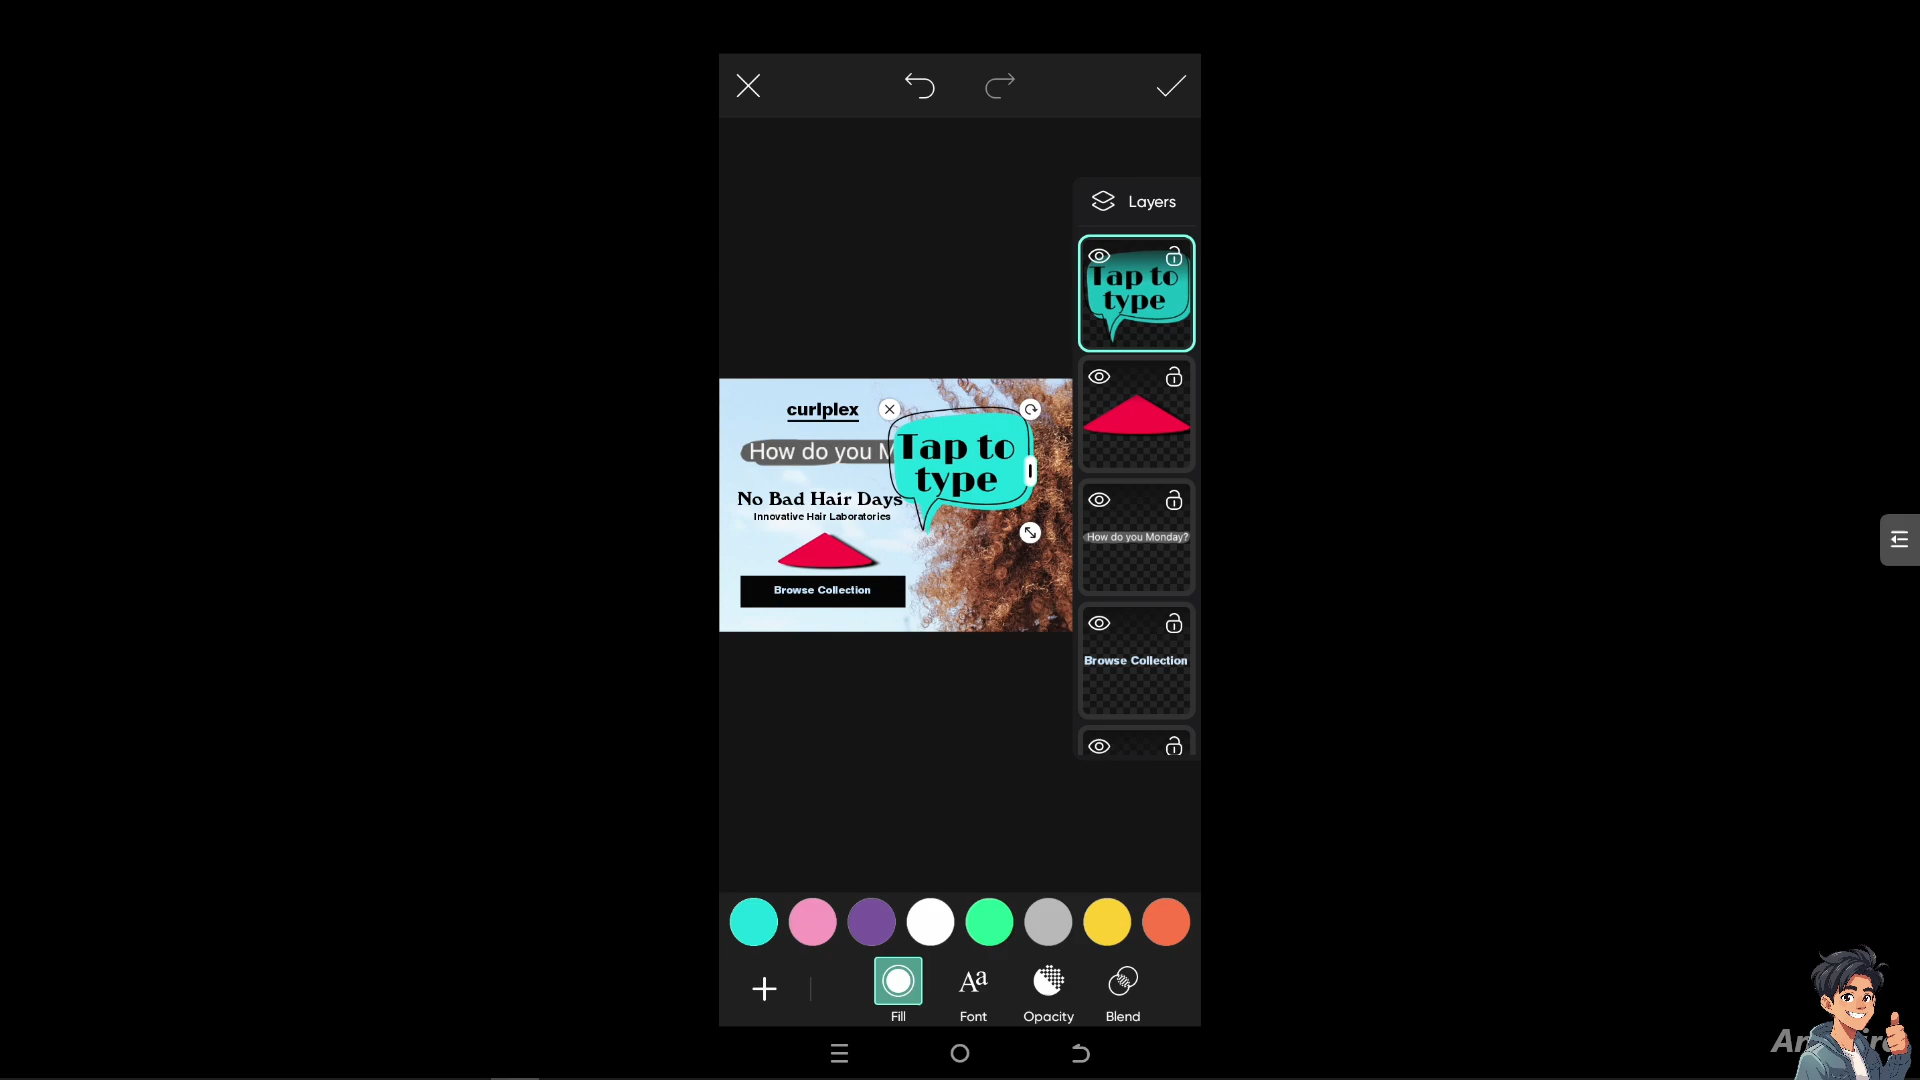 Layers
Tap to
type
How do you Monday?
Browse Collection
curlplex
How do you M
Tap to
type
No Bad Hair Days
Innovative Hair Laboratories
Browse Collection
Fill
Font
Opacity
Blend